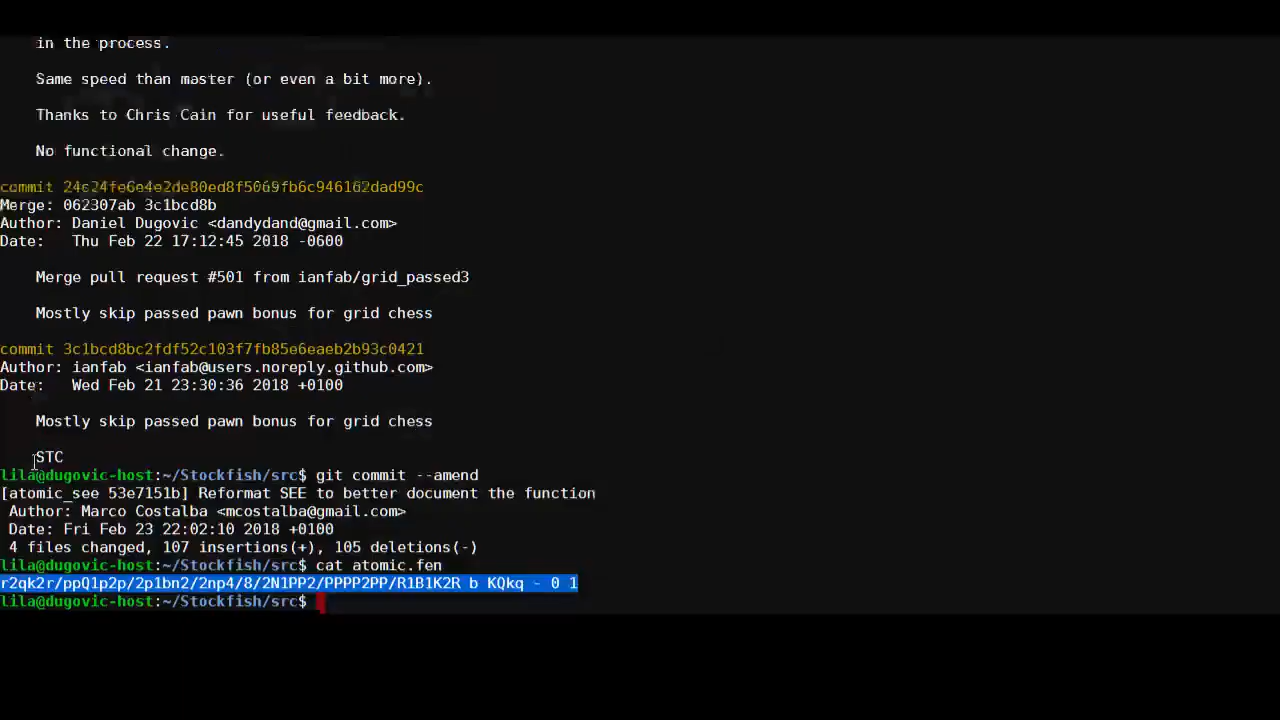 in the process.
Same speed than master (or even a bit more).
Thanks to Chris Cain for useful feedback.
No functional change.
commit
Merge: 062307ab 3c1bcd8b
Author: Daniel Dugovic <dandydand@gmail.com>
Date:   Thu Feb 22 17:12:45 2018 -0600
Merge pull request #501 from ianfab/grid_passed3
Mostly skip passed pawn bonus for grid chess
commit 3c1bcd8bc2fdf52c103f7fb85e6eaeb2b93c0421
Author: ianfab <ianfab@users.noreply.github.com>
Date:   Wed Feb 21 23:30:36 2018 +0100
Mostly skip passed pawn bonus for grid chess
STC
lila@dugovic-host:~/Stockfish/src$ git commit --amend
[atomic_see 53e7151b] Reformat SEE to better document the function
Author: Marco Costalba <mcostalba@gmail.com>
Date: Fri Feb 23 22:02:10 2018 +0100
4 files changed, 107 insertions(+), 105 deletions(-)
lila@dugovic-host:~/Stockfish/src$ cat atomic.fen
r2qk2r/ppQ1p2p/2p1bn2/2np4/8/2N1PP2/PPPP2PP/R1B1K2R b KQkq - 0 1
lila@dugovic-host:~/Stockfish/src$